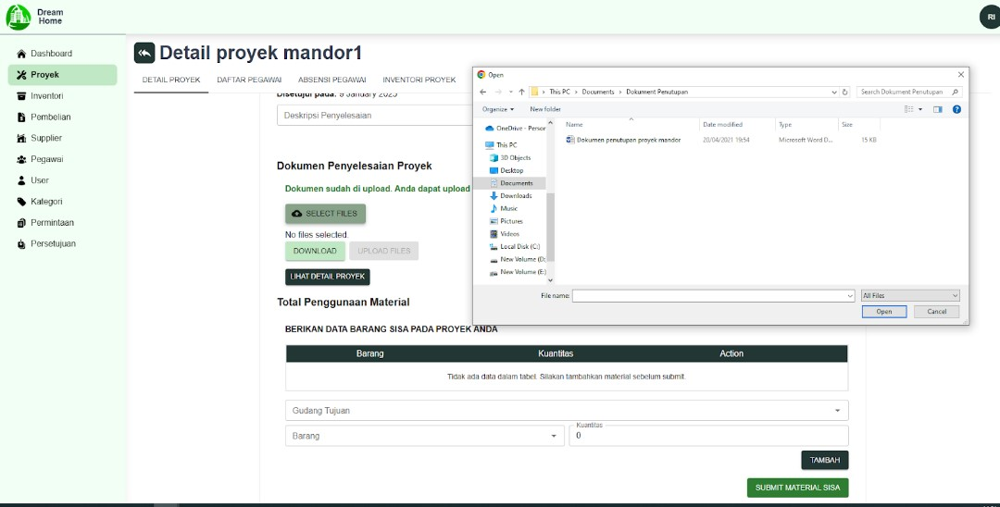 Dream
Home
RI
Dashboard
Proyek
Inventori
Pembelian
Supplier
Pegawai
User
Kategori
Permintaan
Persetujuan
Detail proyek mandor1
DETAIL PROYEK DAFTAR PEGAWAI ABSENSI PEGAWAI INVENTORI PROYEK
Disetujui pada: 9 January 2025
Deskripsi Penyelesaian
Dokumen Penyelesaian Proyek
Dokumen sudah di upload. Anda dapat upload
SELECT FILES
No files selected.
DOWNLOAD UPLOAD FILES
LIHAT DETAIL PROYEK
Total Penggunaan Material
BERIKAN DATA BARANG SISA PADA PROYEK ANDA
Barang Kuantitas Action
Tidak ada data dalam tabel. Silakan tambahkan material sebelum submit.
Gudang Tujuan
Kuantitas
Barang 0
TAMBAH
SUBMIT MATERIAL SISA
Open
This PC › Documents › Dokument Penutupan
Search Dokument Penutupan
Organize New folder
OneDrive - Person
This PC
3D Objects
Desktop
Documents
Downloads
Music
Pictures
Videos
Local Disk (C:)
New Volume (D:
New Volume (E:)
Name Date modified Type Size
Dokumen penutupan proyek mandor 20/04/2021 19:54 Microsoft Word D... 15 KB
File name: All Files
Open Cancel